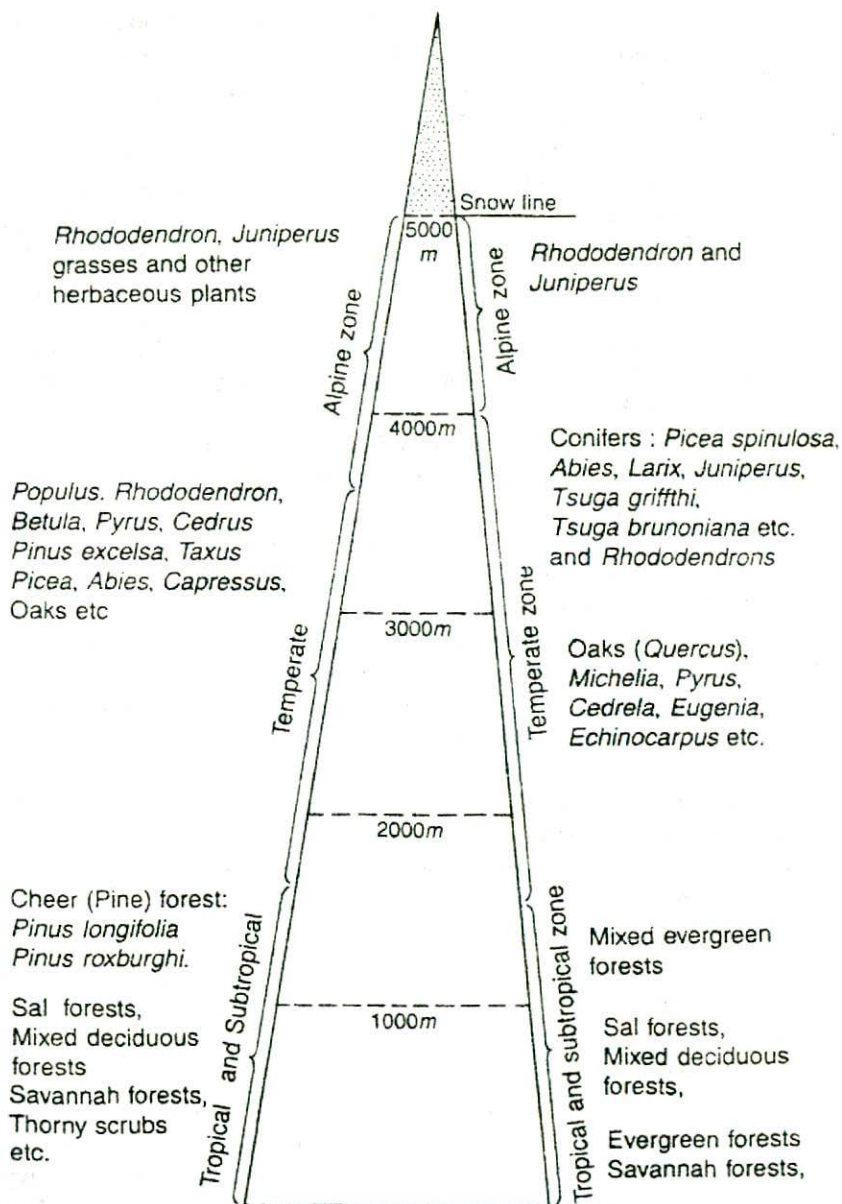 Snow line
5000
m
Rhododendron, Juniperus
grasses and other
herbaceous plants
Rhododendron and
Juniperus
Alpine zone
Alpine zone
4000m
Populus. Rhododendron,
Betula, Pyrus, Cedrus
Pinus excelsa, Taxus
Picea, Abies, Capressus,
Oaks etc
Conifers : Picea spinulosa,
Abies, Larix, Juniperus,
Tsuga griffthi,
Tsuga brunoniana etc.
and Rhododendrons
3000m
Temperate
Temperate zone
Oaks (Quercus),
Michelia, Pyrus,
Cedrela, Eugenia,
Echinocarpus etc.
2000m
Cheer (Pine) forest:
Pinus longifolia
Pinus roxburghi.
Sal forests,
Mixed deciduous
forests
Savannah forests,
Thorny scrubs
etc.
Tropical and Subtropical
1000m
Tropical and subtropical zone
Mixed evergreen
forests
Sal forests,
Mixed deciduous
forests,
Evergreen forests
Savannah forests,